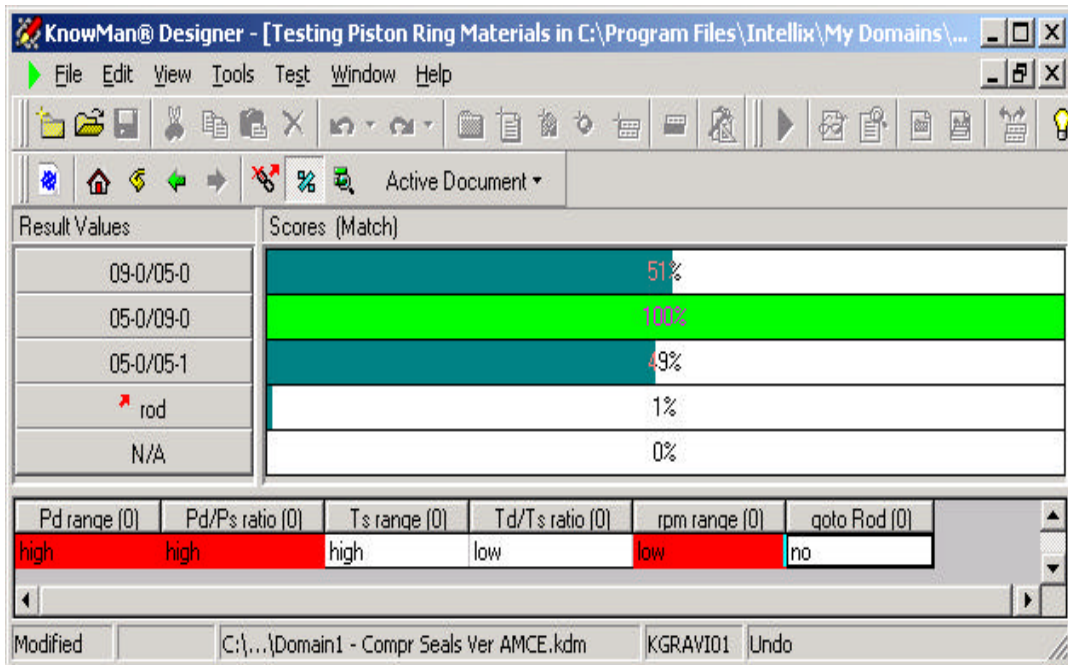 KnowMan® Designer - [Testing Piston Ring Materials in C:\Program Files\Intellix\My Domains\...
File Edit View Tools Test Window Help
Active Document
Result Values Scores (Match)
09-0/05-0 51%
05-0/09-0 100%
05-0/05-1 49%
rod 1%
N/A 0%
Pd range (0) Pd/Ps ratio (0) Ts range (0) Td/Ts ratio (0) rpm range (0) goto Rod (0)
high high high low low no
Modified C:\...\Domain1 - Compr Seals Ver AMCE.kdm KGRAVIO1 Undo